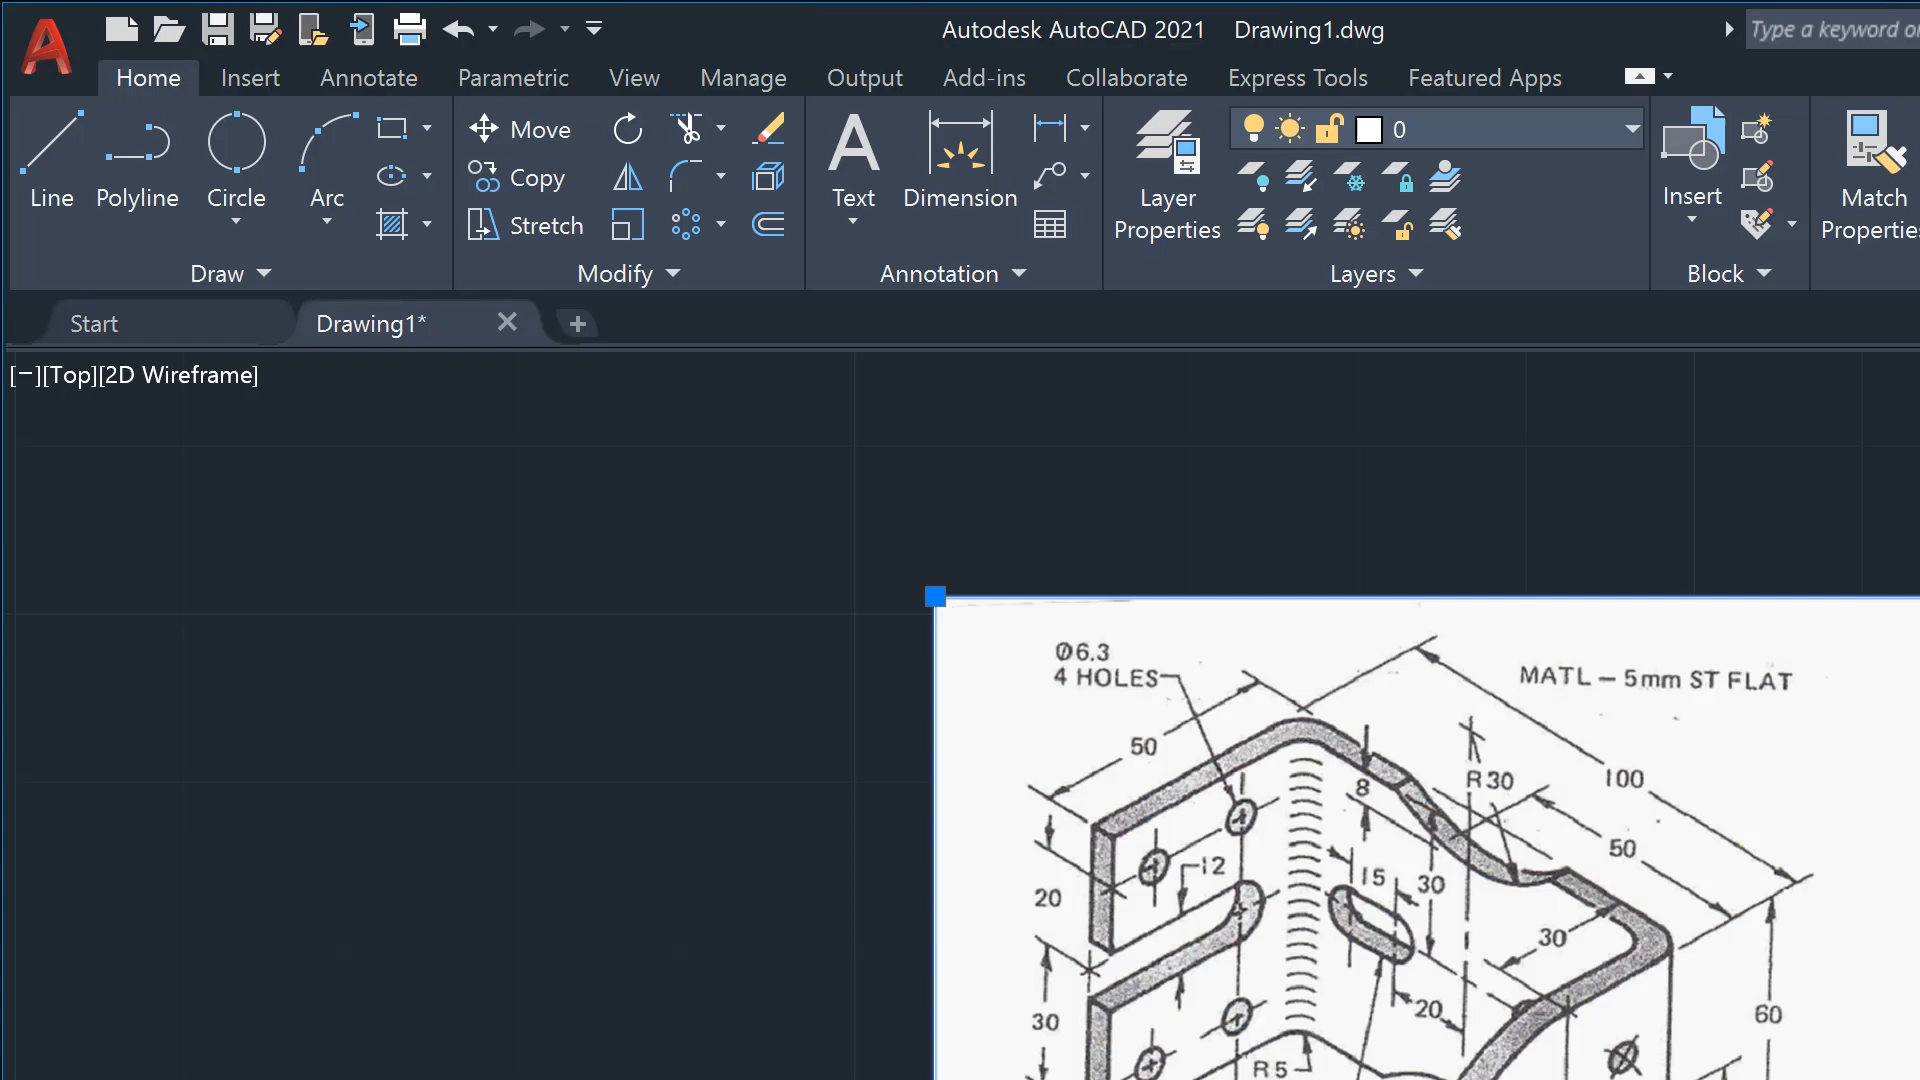 Autodesk AutoCAD 2021 Drawing1.dwg
Type a keyword or
Home Insert Annotate Parametric View Manage Output Add-ins Collaborate Express Tools Featured Apps
Line Polyline Circle Arc
Move
Copy
Stretch
Text Dimension
Layer
Properties
0
Insert
Match
Properties
Draw Modify Annotation Layers Block
Start Drawing1*
[−][Top][2D Wireframe]
Ø6.3
4 HOLES
MATL – 5mm ST FLAT
50
8
R30
100
50
12
15
30
20
30
20
30
60
R5